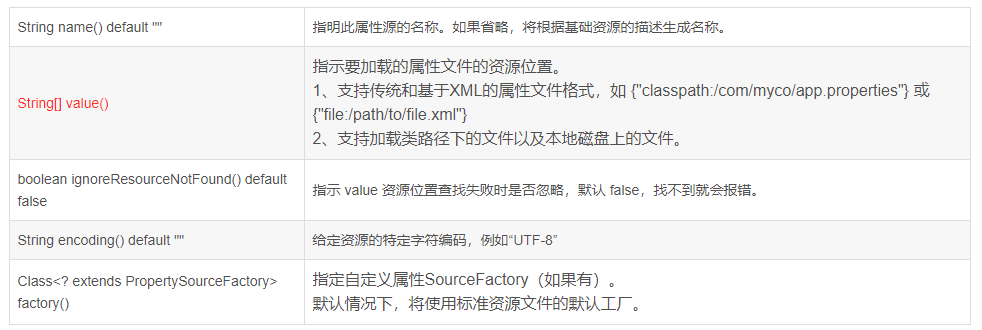 String name() default ""
指明此属性源的名称。如果省略，将根据基础资源的描述生成名称。
String[] value()
指示要加载的属性文件的资源位置。
1、支持传统和基于XML的属性文件格式，如 {"classpath:/com/myco/app.properties"} 或
{"file:/path/to/file.xml"}
2、支持加载类路径下的文件以及本地磁盘上的文件。
boolean ignoreResourceNotFound() default
false
指示 value 资源位置查找失败时是否忽略，默认 false，找不到就会报错。
String encoding() default ""
给定资源的特定字符编码，例如“UTF-8”
Class<? extends PropertySourceFactory>
factory()
指定自定义属性SourceFactory（如果有）。
默认情况下，将使用标准资源文件的默认工厂。